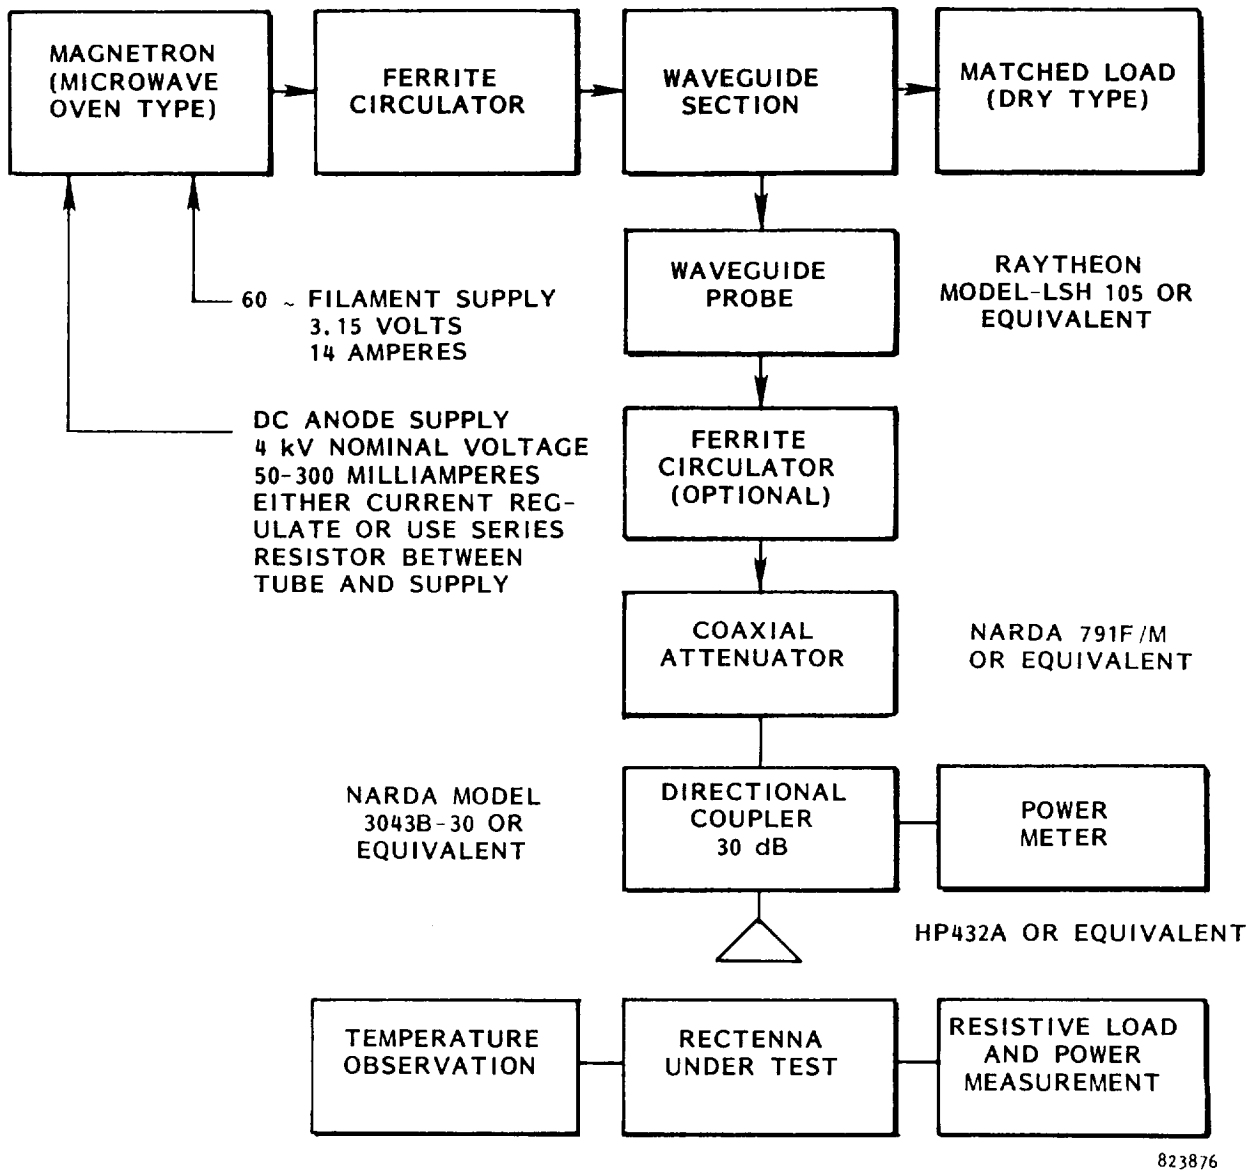 MAGNETRON
(MICROWAVE
OVEN TYPE)
FERRITE
CIRCULATOR
WAVEGUIDE
SECTION
MATCHED LOAD
(DRY TYPE)
WAVEGUIDE
PROBE
RAYTHEON
MODEL-LSH 105 OR
EQUIVALENT
60 ~ FILAMENT SUPPLY
3.15 VOLTS
14 AMPERES
DC ANODE SUPPLY
4 kV NOMINAL VOLTAGE
50-300 MILLIAMPERES
EITHER CURRENT REG-
ULATE OR USE SERIES
RESISTOR BETWEEN
TUBE AND SUPPLY
FERRITE
CIRCULATOR
(OPTIONAL)
COAXIAL
ATTENUATOR
NARDA 791F/M
OR EQUIVALENT
NARDA MODEL
3043B-30 OR
EQUIVALENT
DIRECTIONAL
COUPLER
30 dB
POWER
METER
HP432A OR EQUIVALENT
TEMPERATURE
OBSERVATION
RECTENNA
UNDER TEST
RESISTIVE LOAD
AND POWER
MEASUREMENT
823876